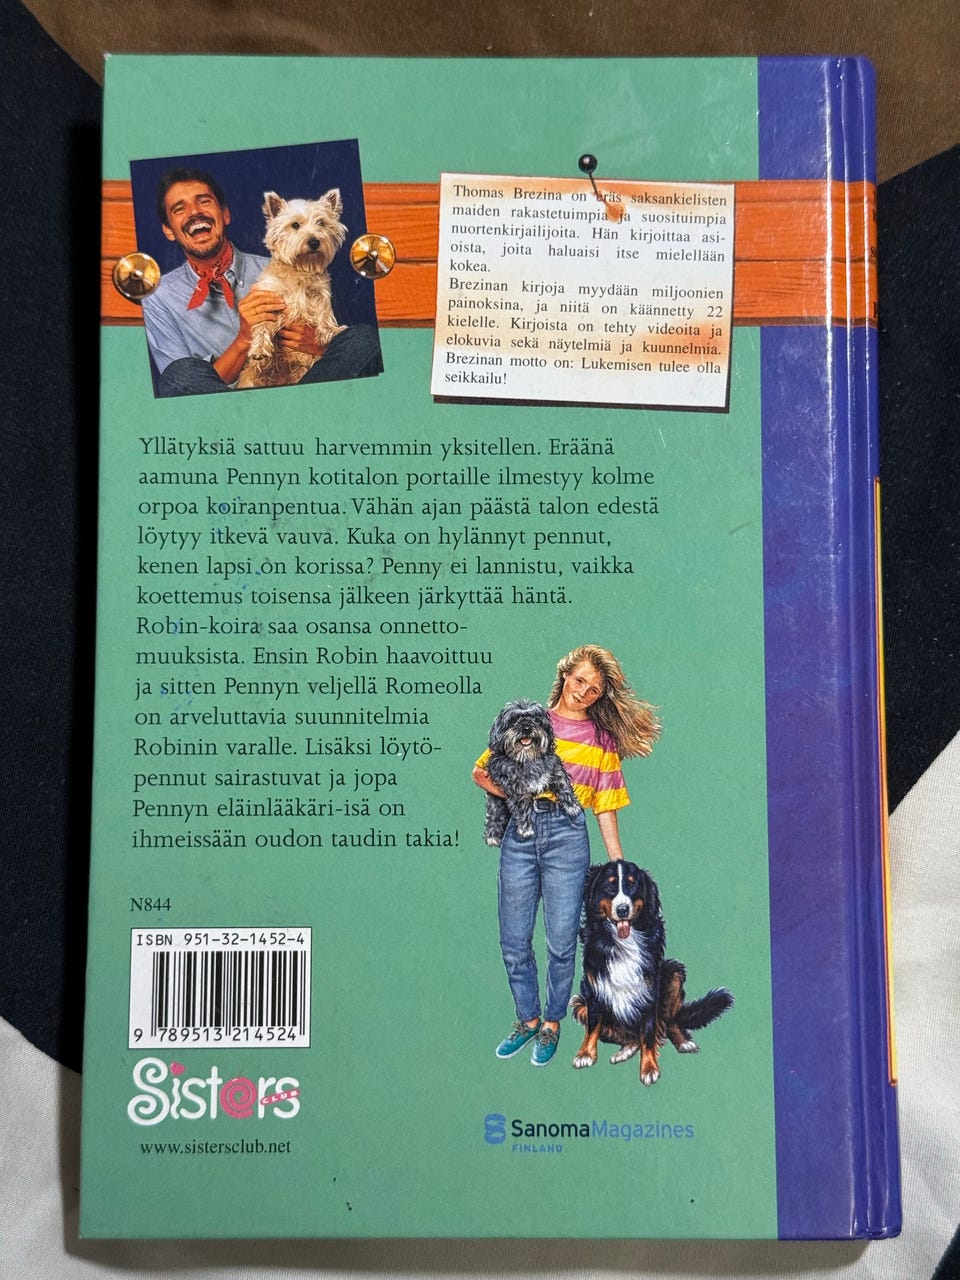 Thomas Brezina on eräs saksankielisten
maiden rakastetuimpia ja suosituimpia
nuortenkirjailijoita. Hän kirjoittaa asi-
oista, joita haluaisi itse mielellään
kokea.
Brezinan kirjoja myydään miljoonien
painoksina, ja niitä on käännetty 22
kielelle. Kirjoista on tehty videoita ja
elokuvia sekä näytelmiä ja kuunnelmia.
Brezinan motto on: Lukemisen tulee olla
seikkailu!
Yllätyksiä sattuu harvemmin yksitellen. Eräänä
aamuna Pennyn kotitalon portaille ilmestyy kolme
orpoa koiranpentua. Vähän ajan päästä talon edestä
löytyy itkevä vauva. Kuka on hylännyt pennut,
kenen lapsi on korissa? Penny ei lannistu, vaikka
koettemus toisensa jälkeen järkyttää häntä.
Robin-koira saa osansa onnetto-
muuksista. Ensin Robin haavoittuu
ja sitten Pennyn veljellä Romeolla
on arveluttavia suunnitelmia
Robinin varalle. Lisäksi löytö-
pennut sairastuvat ja jopa
Pennyn eläinlääkäri-isä on
ihmeissään oudon taudin takia!
N844
ISBN 951-32-1452-4
9 789513 214524
Sisters
CLUB
www.sistersclub.net
SanomaMagazines
FINLAND